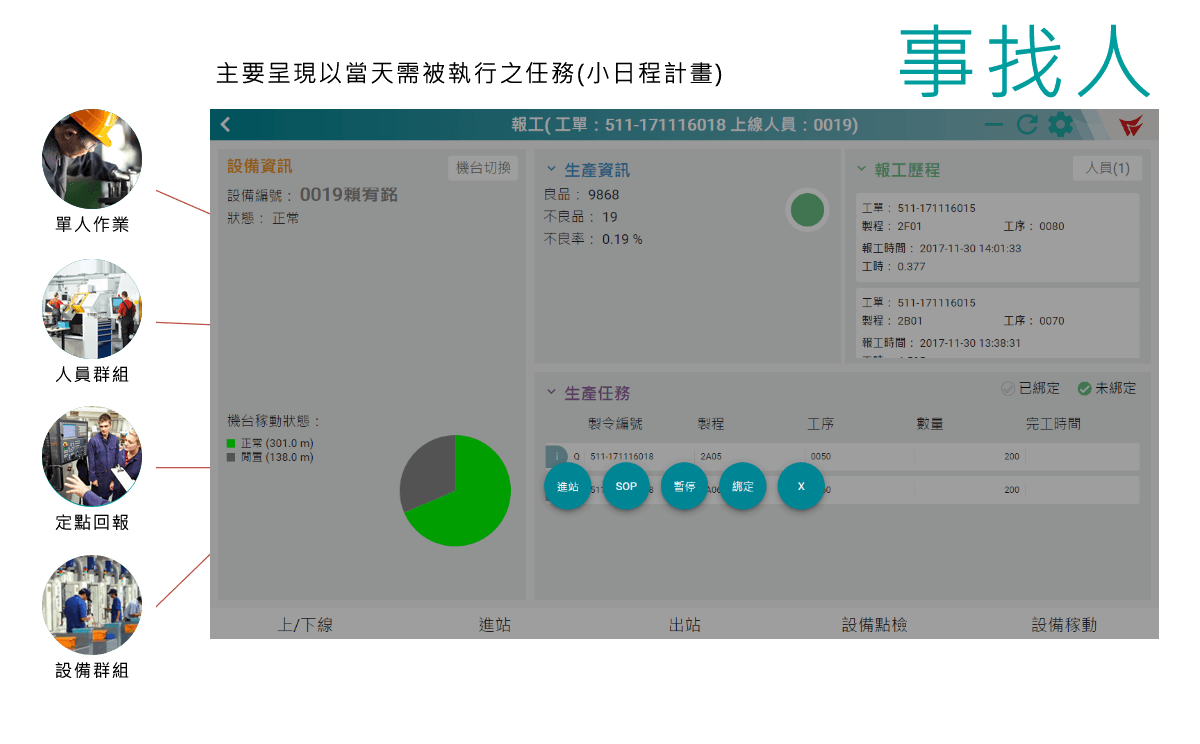 事找人
主要呈現以當天需被執行之任務(小日程計畫)
單人作業
人員群組
定點回報
設備群組
報工( 工單：511-171116018 上線人員：0019)
設備資訊
機台切換
設備編號： 0019賴宥銘
狀態： 正常
機台稼動狀態：
正常 (301.0 m)
閒置 (138.0 m)
生產資訊
良品： 9868
不良品： 19
不良率： 0.19 %
報工歷程
人員(1)
工單： 511-171116015
製程： 2F01 工序： 0080
報工時間： 2017-11-30 14:01:33
工時： 0.377
工單： 511-171116015
製程： 2B01 工序： 0070
報工時間： 2017-11-30 13:38:31
生產任務
已綁定 未綁定
製令編號 製程 工序 數量 完工時間
i Q 511-171116018 2A05 0050 200
進站 SOP 暫停 綁定 X
200
上/下線 進站 出站 設備點檢 設備稼動